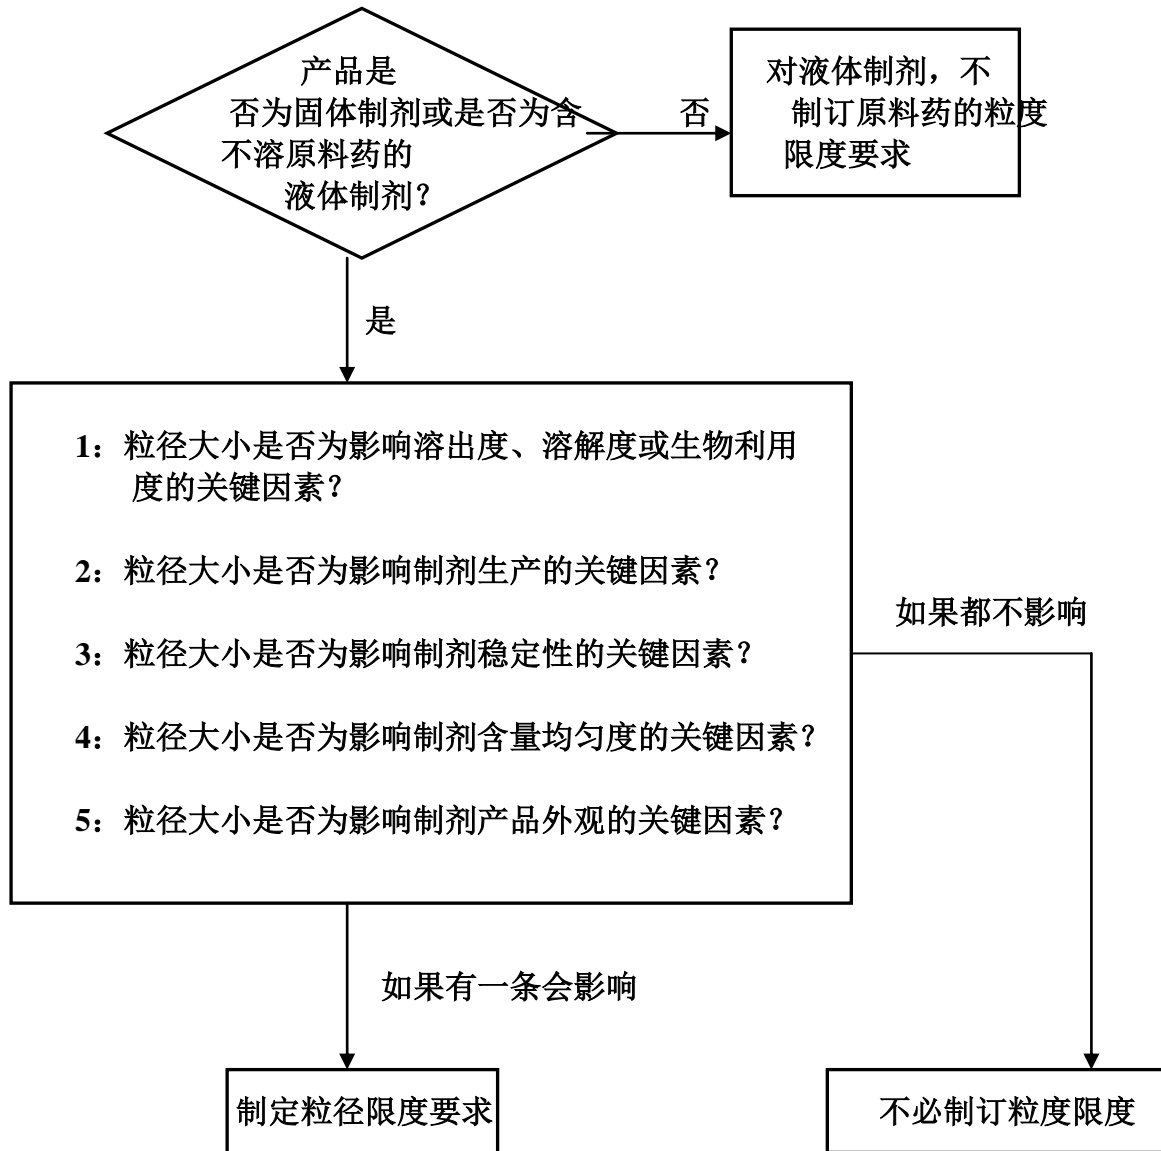 产品是
否为固体制剂或是否为含
不溶原料药的
液体制剂？
否
对液体制剂，不
制订原料药的粒度
限度要求
是
1：粒径大小是否为影响溶出度、溶解度或生物利用
度的关键因素？
2：粒径大小是否为影响制剂生产的关键因素？
3：粒径大小是否为影响制剂稳定性的关键因素？
4：粒径大小是否为影响制剂含量均匀度的关键因素？
5：粒径大小是否为影响制剂产品外观的关键因素？
如果都不影响
如果有一条会影响
制定粒径限度要求
不必制订粒度限度